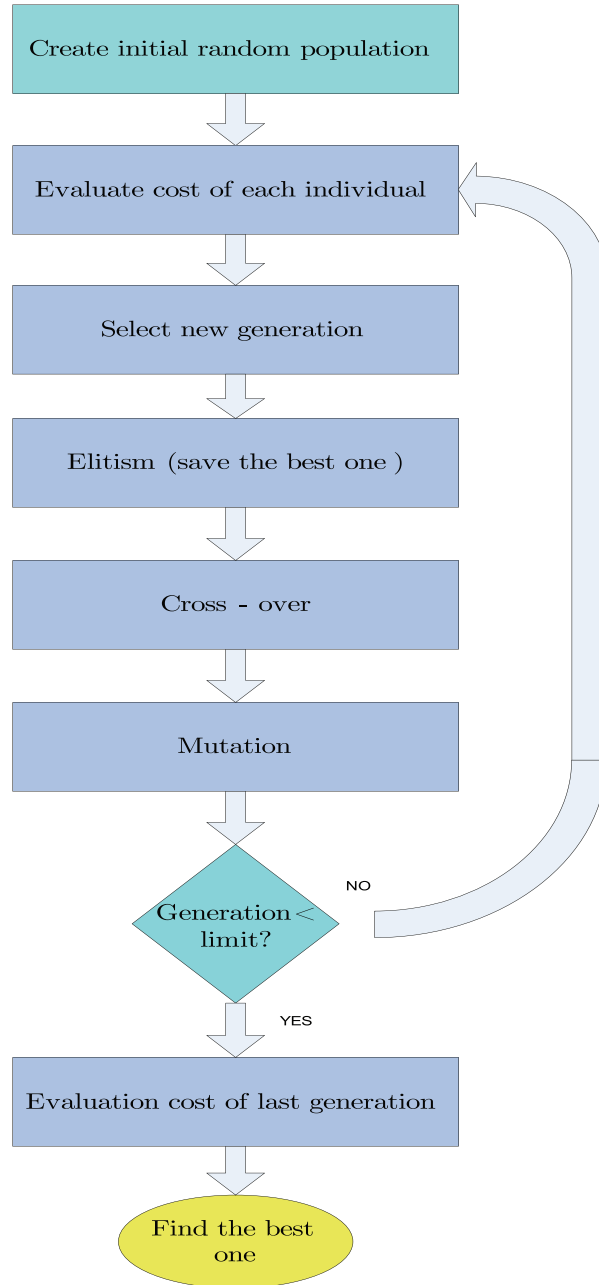 Create initial random population
Evaluate cost of each individual
Select new generation
Elitism (save the best one )
Cross - over
Mutation
Generation<
limit?
NO
YES
Evaluation cost of last generation
Find the best
one